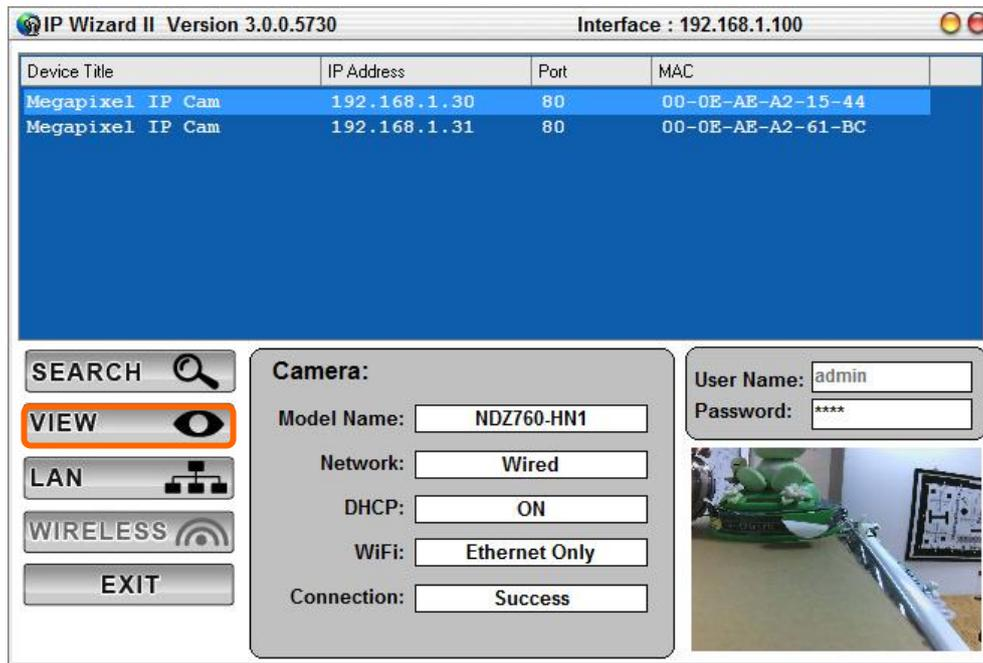 IP Wizard II Version 3.0.0.5730 Interface : 192.168.1.100
Device Title IP Address Port MAC
Megapixel IP Cam 192.168.1.30 80 00-0E-AE-A2-15-44
Megapixel IP Cam 192.168.1.31 80 00-0E-AE-A2-61-BC
SEARCH
VIEW
LAN
WIRELESS
EXIT
Camera:
Model Name: NDZ760-HN1
Network: Wired
DHCP: ON
WiFi: Ethernet Only
Connection: Success
User Name: admin
Password: ****